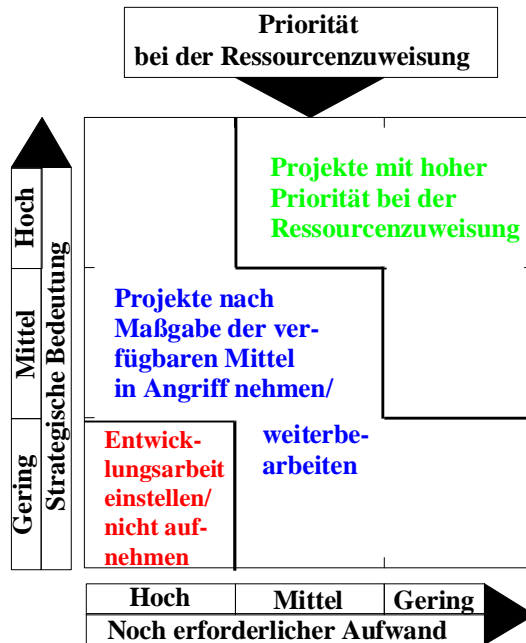 Priorität
bei der Ressourcenzuweisung
Projekte mit hoher
Priorität bei der
Ressourcenzuweisung
Projekte nach
Maßgabe der ver-
fügbaren Mittel
in Angriff nehmen/
weiterbe-
arbeiten
Entwick-
lungsarbeit
einstellen/
nicht auf-
nehmen
Hoch
Mittel
Gering
Strategische Bedeutung
Hoch
Mittel
Gering
Noch erforderlicher Aufwand